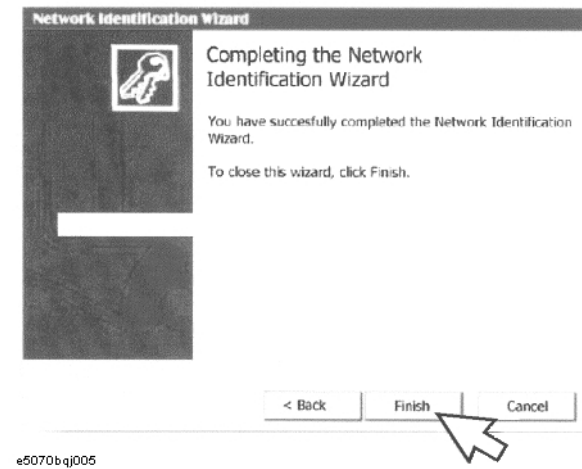 Network Identification Wizard
Completing the Network
Identification Wizard
You have succesfully completed the Network Identification
Wizard.
To close this wizard, click Finish.
< Back
Finish
Cancel
e5070bqj005